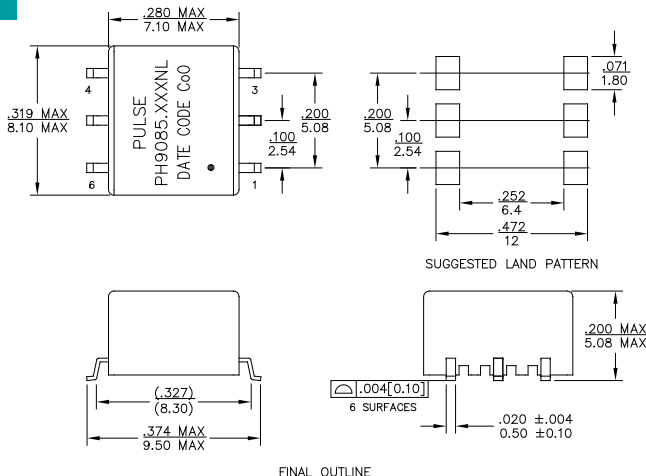 .280 MAX
7.10 MAX
.319 MAX
8.10 MAX
4
3
6
1
PULSE
PH9085.XXXNL
DATE CODE CoO
.100
2.54
.200
5.08
.200
5.08
.100
2.54
.071
1.80
.252
6.4
.472
12
SUGGESTED LAND PATTERN
(.327)
(8.30)
.374 MAX
9.50 MAX
.004[0.10]
6 SURFACES
.200 MAX
5.08 MAX
.020 ±.004
0.50 ±0.10
FINAL OUTLINE